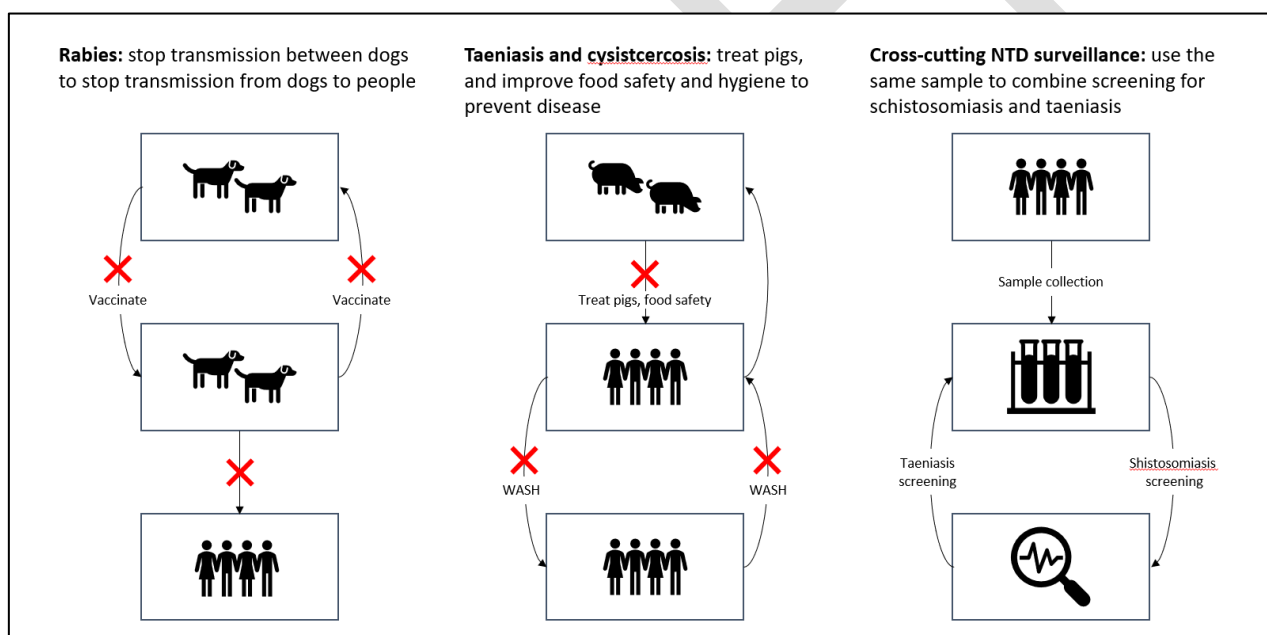 Rabies: stop transmission between dogs
to stop transmission from dogs to people
Vaccinate
Vaccinate
Taeniasis and cysistcercosis: treat pigs,
and improve food safety and hygiene to
prevent disease
Treat pigs, food safety
WASH
WASH
Cross-cutting NTD surveillance: use the
same sample to combine screening for
schistosomiasis and taeniasis
Sample collection
Taeniasis
screening
Shistosomiasis
screening